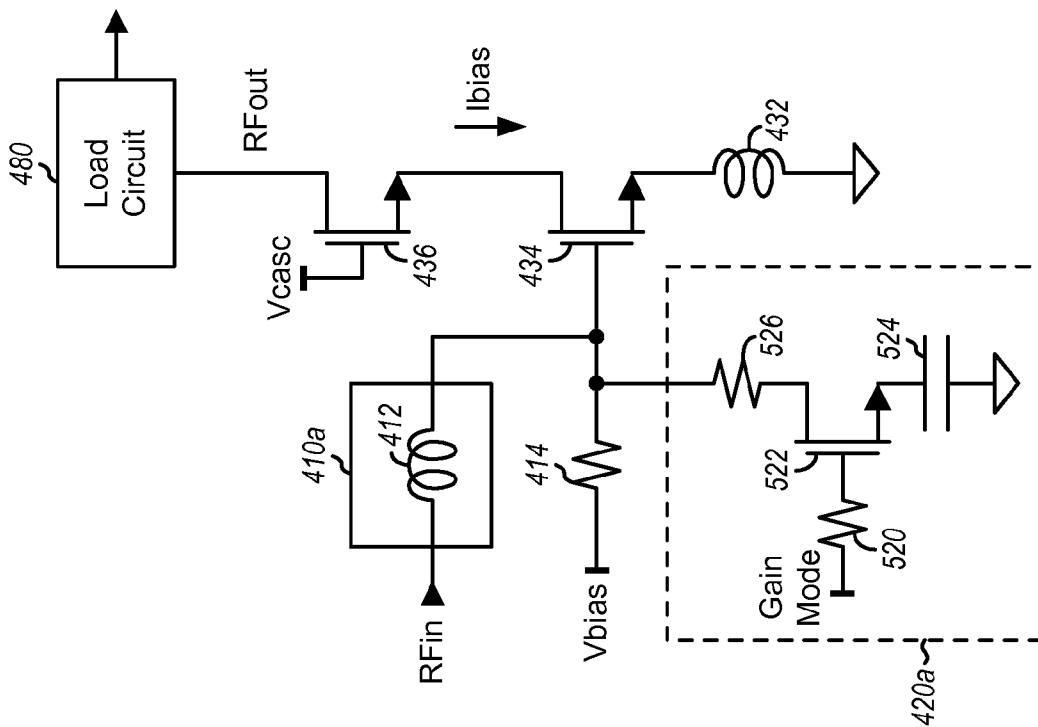 480
Load
Circuit
RFout
Vcasc
436
Ibias
434
432
410a
412
RFin
414
Vbias
526
522
524
Gain
Mode
520
420a